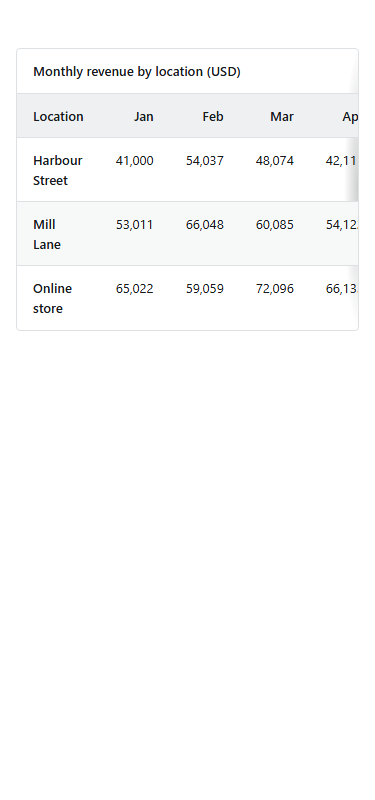 Monthly revenue by location (USD)
Location Jan Feb Mar
Harbour 41,000 54,037 48,074
Street
Mill 53,011 66,048 60,085
Lane
Online 65,022 59,059 72,096
store